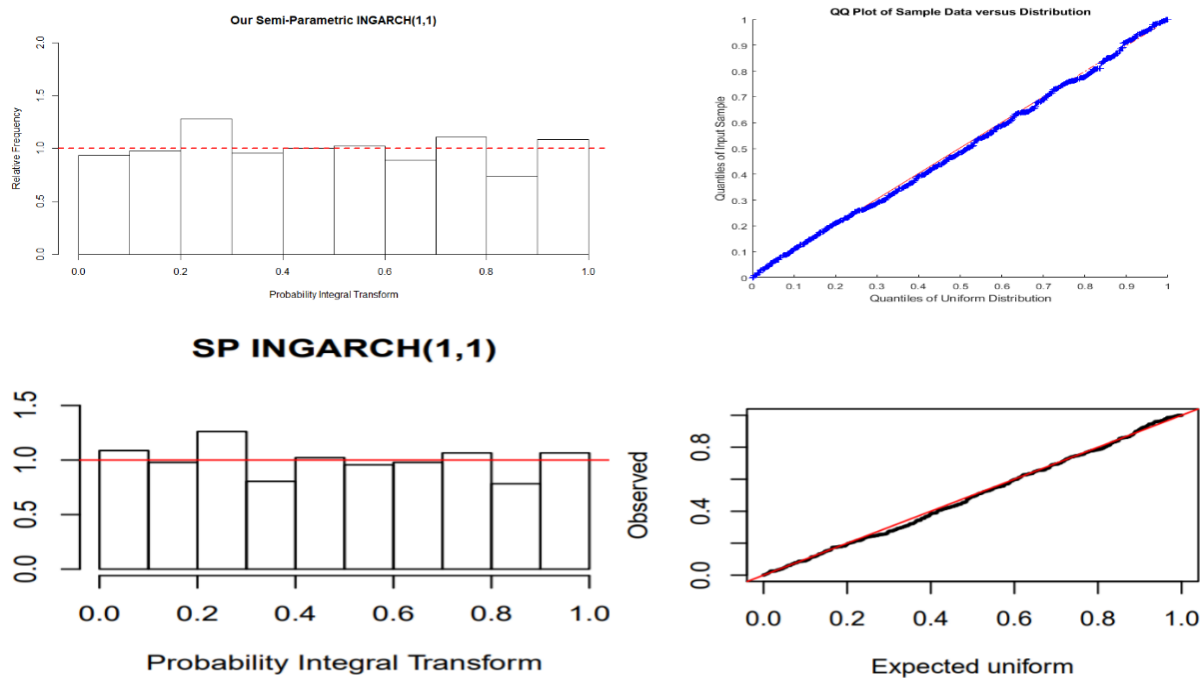 Our Semi-Parametric INGARCH(1,1)
2.0
1.5
1.0
0.5
0.0
Relative Frequency
0.0 0.2 0.4 0.6 0.8 1.0
Probability Integral Transform
QQ Plot of Sample Data versus Distribution
1
0.9
0.8
0.7
0.6
0.5
0.4
0.3
0.2
0.1
0
Quantiles of Input Sample
0 0.1 0.2 0.3 0.4 0.5 0.6 0.7 0.8 0.9 1
Quantiles of Uniform Distribution
SP INGARCH(1,1)
1.5
1.0
0.5
0.0
0.0 0.2 0.4 0.6 0.8 1.0
Probability Integral Transform
Observed
0.8
0.4
0.0
0.0 0.2 0.4 0.6 0.8 1.0
Expected uniform